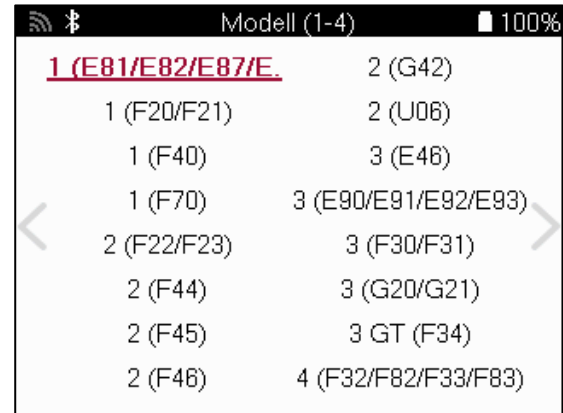 Modell (1-4) 100%
1 (E81/E82/E87/E.
1 (F20/F21)
1 (F40)
1 (F70)
2 (F22/F23)
2 (F44)
2 (F45)
2 (F46)
2 (G42)
2 (U06)
3 (E46)
3 (E90/E91/E92/E93)
3 (F30/F31)
3 (G20/G21)
3 GT (F34)
4 (F32/F82/F33/F83)